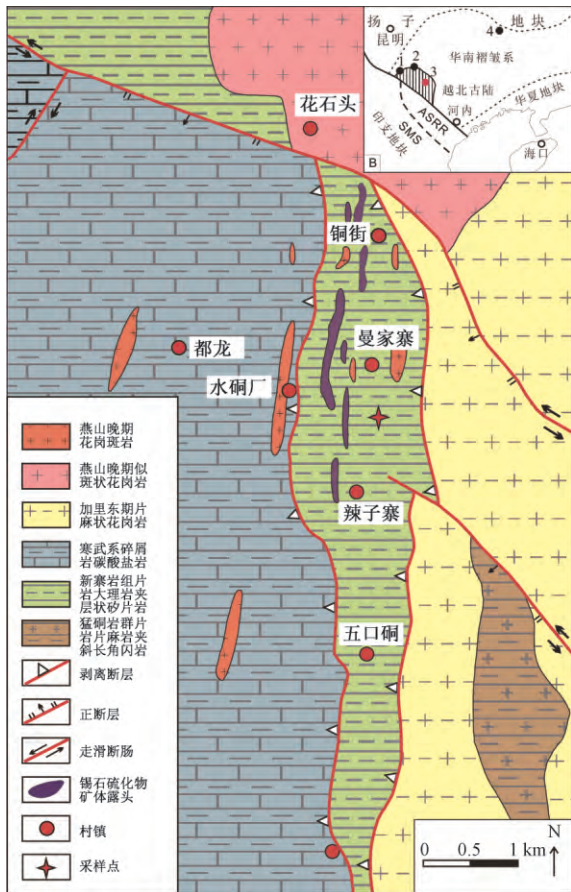 扬 子 地 块
昆明
4
1
2
3
华南褶皱系
越北古陆
华夏地块
河内
ASRR
SMS
印支地块
海口
B
花石头
铜街
曼家寨
都龙
水硐厂
辣子寨
五口硐
燕山晚期
花岗斑岩
燕山晚期似
斑状花岗岩
加里东期片
麻状花岗岩
寒武系碎屑
岩碳酸盐岩
新寨岩组片
岩大理岩夹
层状矽片岩
猛硐岩群片
岩片麻岩夹
斜长角闪岩
剥离断层
正断层
走滑断肠
锡石硫化物
矿体露头
村镇
采样点
N
0 0.5 1 km